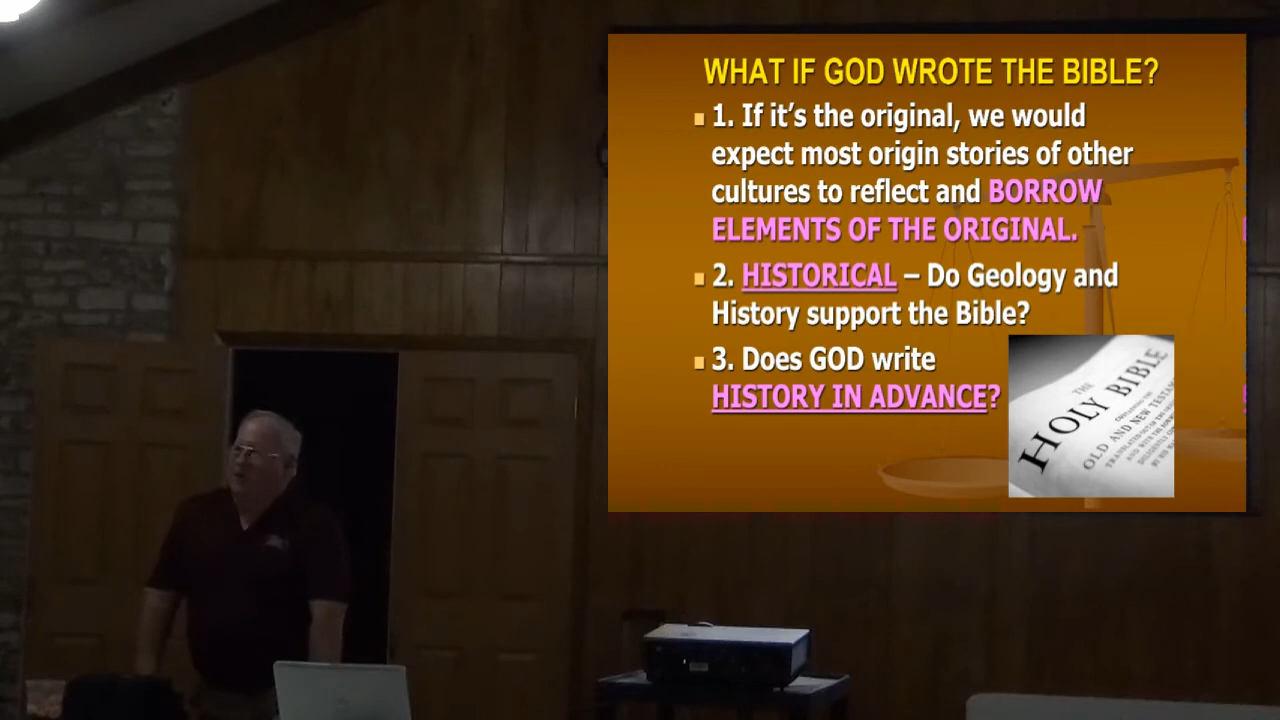 WHAT IF GOD WROTE THE BIBLE?
1. If it's the original, we would
expect most origin stories of other
cultures to reflect and BORROW
ELEMENTS OF THE ORIGINAL.
2. HISTORICAL – Do Geology and
History support the Bible?
3. Does GOD write
HISTORY IN ADVANCE?
THE
HOLY BIBLE
OLD AND NEW